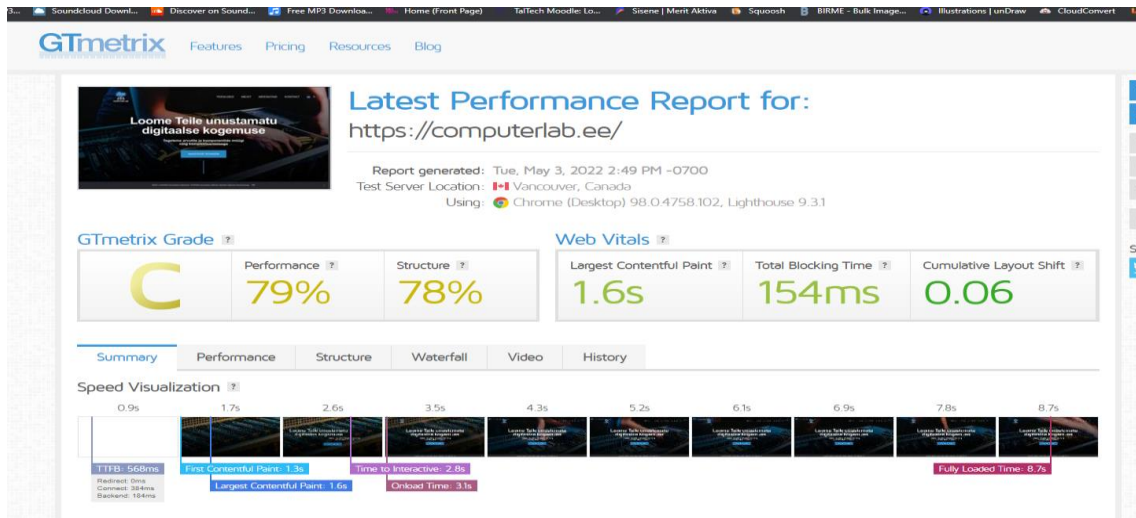 3... Soundcloud Downl... Discover on Sound... Free MP3 Downloa... Home (Front Page) TalTech Moodle: Lo... Sisene | Merit Aktiva Squoosh BIRME - Bulk Image... Illustrations | unDraw CloudConvert
GTmetrix Features Pricing Resources Blog
Loome Teile unustamatu
digitaalse kogemuse
Latest Performance Report for:
https://computerlab.ee/
Report generated: Tue, May 3, 2022 2:49 PM -0700
Test Server Location: Vancouver, Canada
Using: Chrome (Desktop) 98.0.4758.102, Lighthouse 9.3.1
GTmetrix Grade ?
Web Vitals ?
C
Performance ?
79%
Structure ?
78%
Largest Contentful Paint ?
1.6s
Total Blocking Time ?
154ms
Cumulative Layout Shift ?
0.06
Summary Performance Structure Waterfall Video History
Speed Visualization ?
0.9s 1.7s 2.6s 3.5s 4.3s 5.2s 6.1s 6.9s 7.8s 8.7s
TTFB: 568ms First Contentful Paint: 1.3s Time to Interactive: 2.8s Fully Loaded Time: 8.7s
Redirect: 0ms
Connect: 384ms
Backend: 184ms
Largest Contentful Paint: 1.6s Onload Time: 3.1s